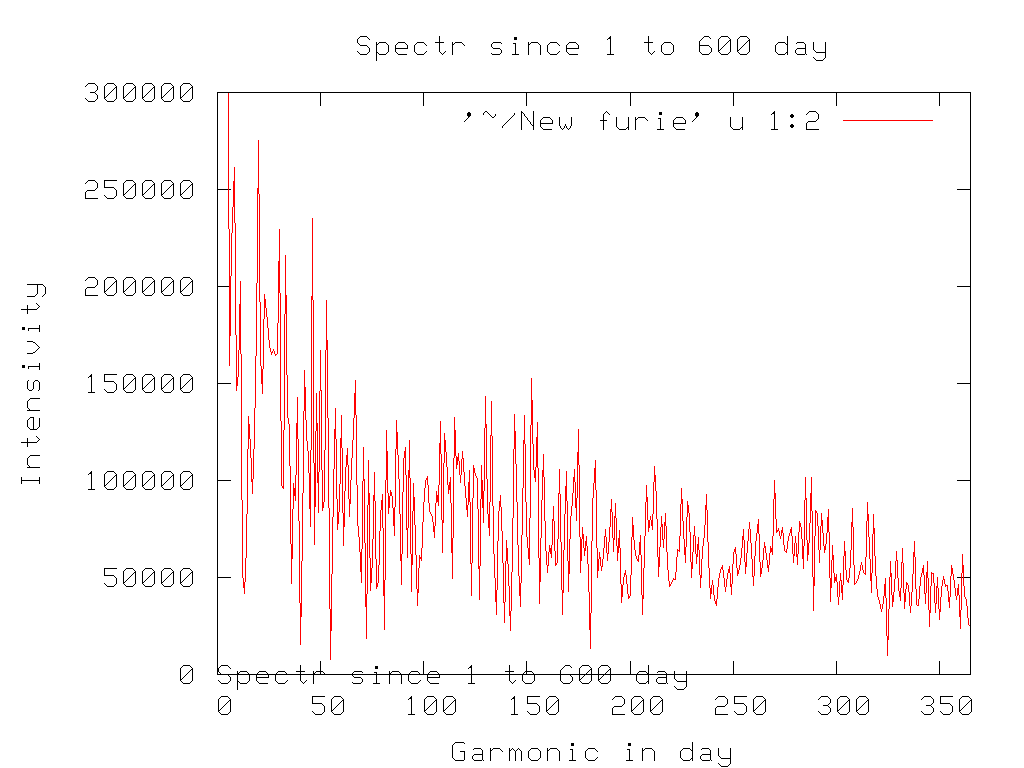 Spectr since 1 to 600 day
300000
'~/New furie' u 1:2
250000
200000
150000
100000
50000
0
Intensivity
Spectr since 1 to 600 day
0 50 100 150 200 250 300 350
Garmonic in day